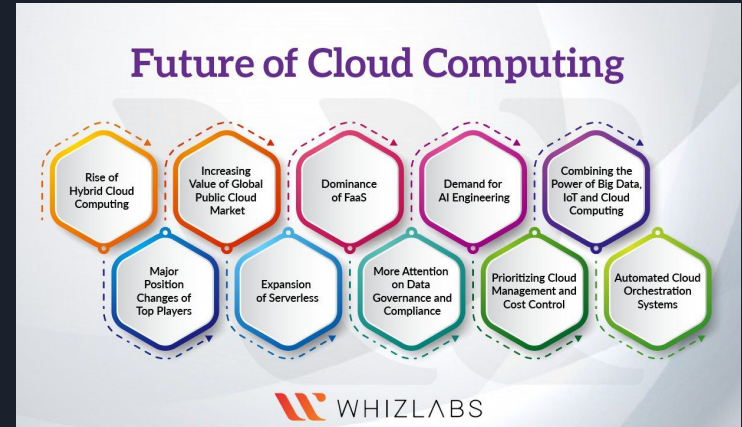 Future of Cloud Computing
Rise of
Hybrid Cloud
Computing
Increasing
Value of Global
Public Cloud
Market
Dominance
of FaaS
Demand for
AI Engineering
Combining the
Power of Big Data,
IoT and Cloud
Computing
Major
Position
Changes of
Top Players
Expansion
of Serverless
More Attention
on Data
Governance and
Compliance
Prioritizing Cloud
Management and
Cost Control
Automated Cloud
Orchestration
Systems
WHIZLABS